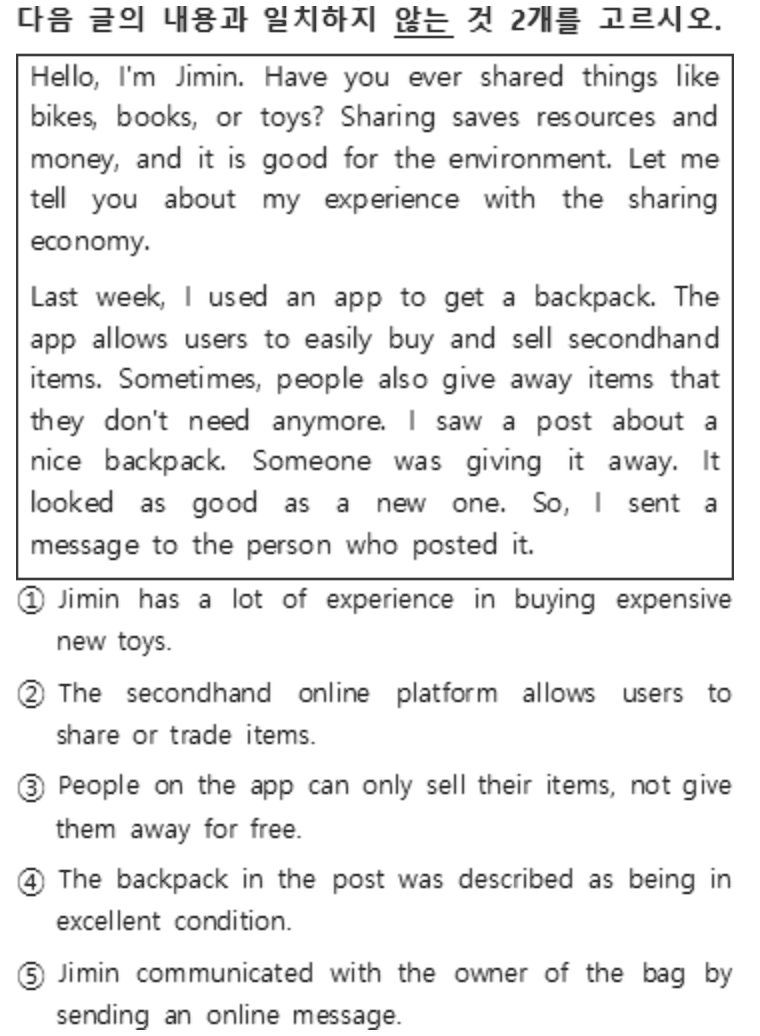 다음 글의 내용과 일치하지 않는 것 2개를 고르시오.
Hello, I'm Jimin. Have you ever shared things like
bikes, books, or toys? Sharing saves resources and
money, and it is good for the environment. Let me
tell you about my experience with the sharing
economy.
Last week, I used an app to get a backpack. The
app allows users to easily buy and sell secondhand
items. Sometimes, people also give away items that
they don't need anymore. I saw a post about a
nice backpack. Someone was giving it away. It
looked as good as a new one. So, I sent a
message to the person who posted it.
① Jimin has a lot of experience in buying expensive
new toys.
② The secondhand online platform allows users to
share or trade items.
③ People on the app can only sell their items, not give
them away for free.
④ The backpack in the post was described as being in
excellent condition.
⑤ Jimin communicated with the owner of the bag by
sending an online message.